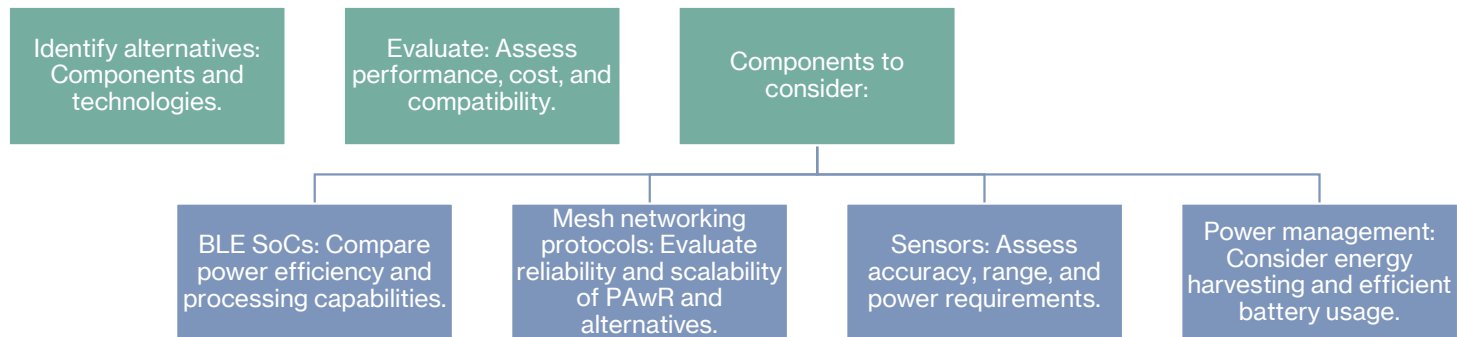 Identify alternatives:
Components and
technologies.
Evaluate: Assess
performance, cost, and
compatibility.
Components to
consider:
BLE SoCs: Compare
power efficiency and
processing capabilities.
Mesh networking
protocols: Evaluate
reliability and scalability
of PAwR and
alternatives.
Sensors: Assess
accuracy, range, and
power requirements.
Power management:
Consider energy
harvesting and efficient
battery usage.